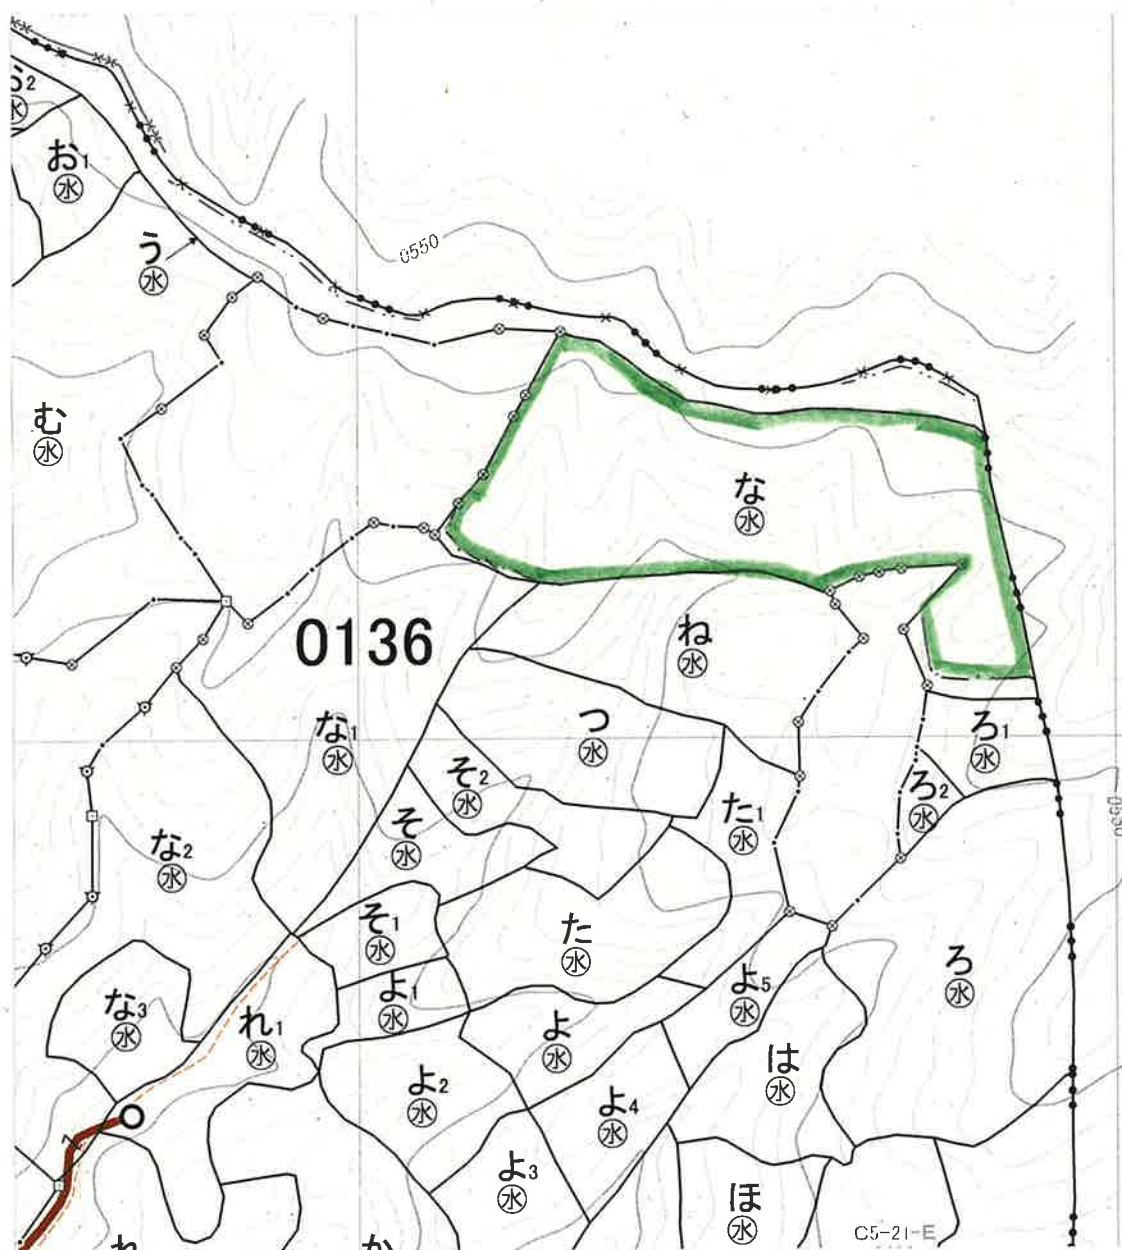 ら2
水
お1
水
0550
う
水
む
水
な
水
0136
ね
水
な1
水
つ
水
ろ1
水
そ2
水
ろ2
水
た1
水
そ
水
な2
水
そ1
水
た
水
ろ
水
よ1
水
よ5
水
な3
水
れ1
水
よ
水
は
水
よ2
水
よ4
水
よ3
水
ほ
水
C5-21-E
れ
か